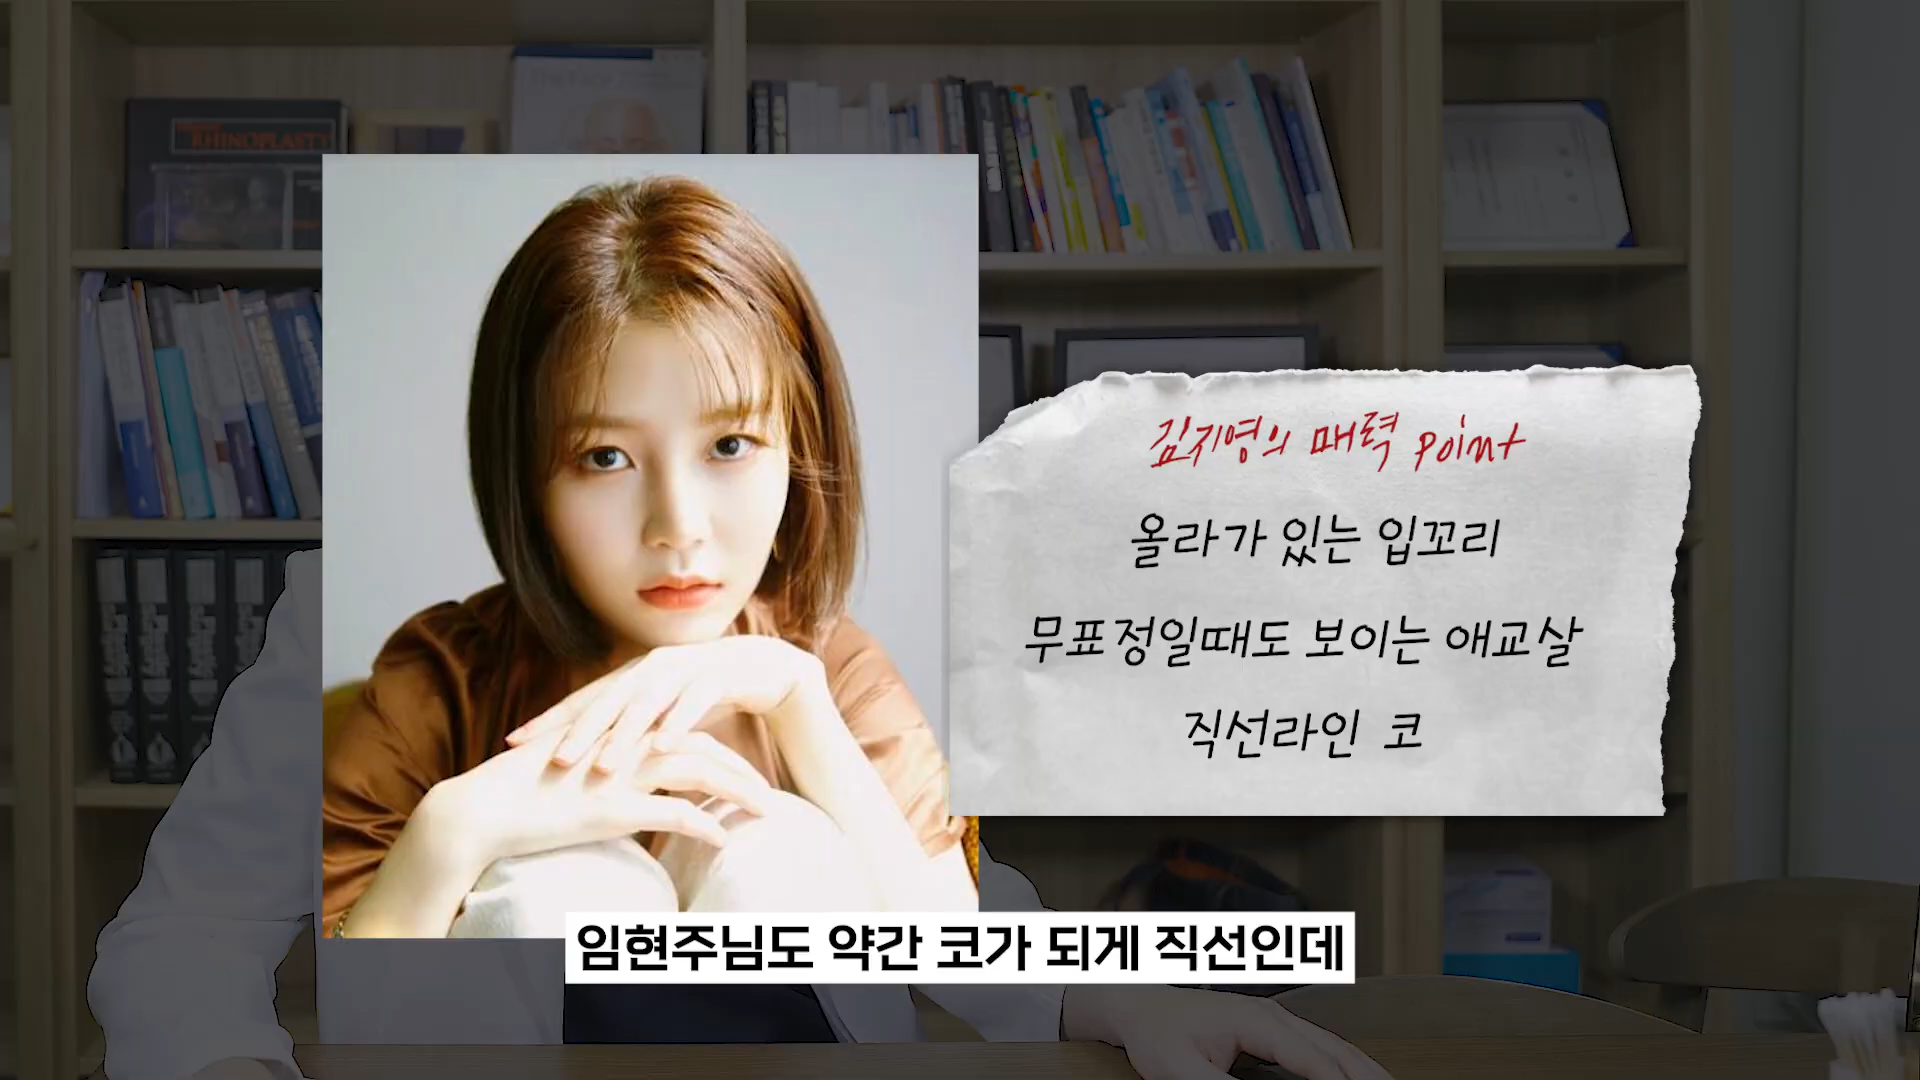 RHINOPLASTY
김지영의 매력 point
올라가 있는 입꼬리
무표정일때도 보이는 애교살
직선라인 코
임현주님도 약간 코가 되게 직선인데